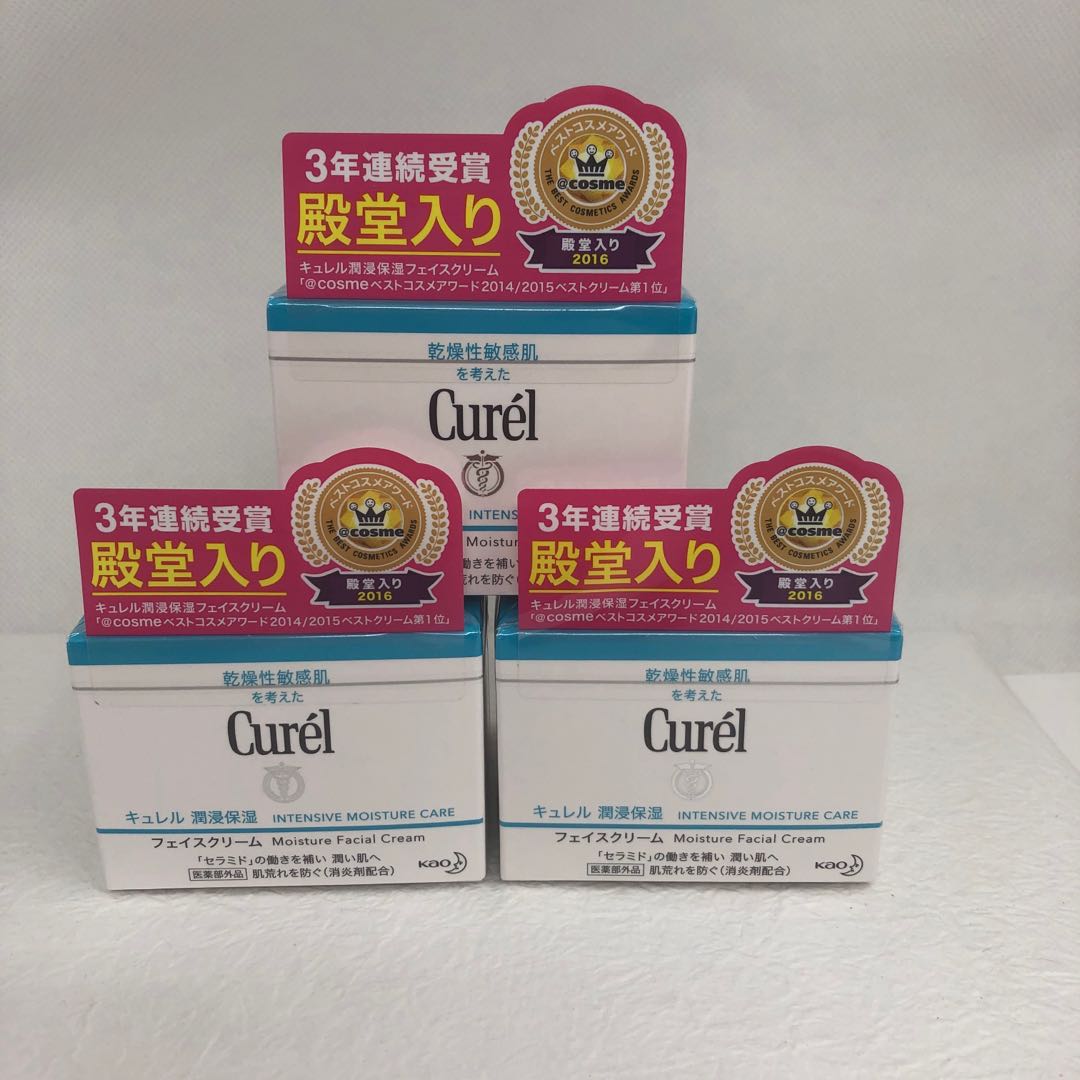 3年連続受賞
殿堂入り
キュレル潤浸保湿フェイスクリーム
「@cosmeベストコスメアワード2014/2015ベストクリーム第1位」
ベストコスメアワード
@cosme
THE BEST COSMETICS AWARDS
殿堂入り
2016
乾燥性敏感肌
を考えた
Curél
INTENS
Moistur
働きを補い
荒れを防ぐ(
3年連続受賞
殿堂入り
キュレル潤浸保湿フェイスクリーム
「@cosmeベストコスメアワード2014/2015ベストクリーム第1位」
ベストコスメアワード
@cosme
THE BEST COSMETICS AWARDS
殿堂入り
2016
乾燥性敏感肌
を考えた
Curél
キュレル 潤浸保湿 INTENSIVE MOISTURE CARE
フェイスクリーム Moisture Facial Cream
「セラミド」の働きを補い 潤い肌へ
医薬部外品 肌荒れを防ぐ(消炎剤配合)
Kao
3年連続受賞
殿堂入り
キュレル潤浸保湿フェイスクリーム
「@cosmeベストコスメアワード2014/2015ベストクリーム第1位」
ベストコスメアワード
@cosme
THE BEST COSMETICS AWARDS
殿堂入り
2016
乾燥性敏感肌
を考えた
Curél
キュレル 潤浸保湿 INTENSIVE MOISTURE CARE
フェイスクリーム Moisture Facial Cream
「セラミド」の働きを補い 潤い肌へ
医薬部外品 肌荒れを防ぐ(消炎剤配合)
Kao